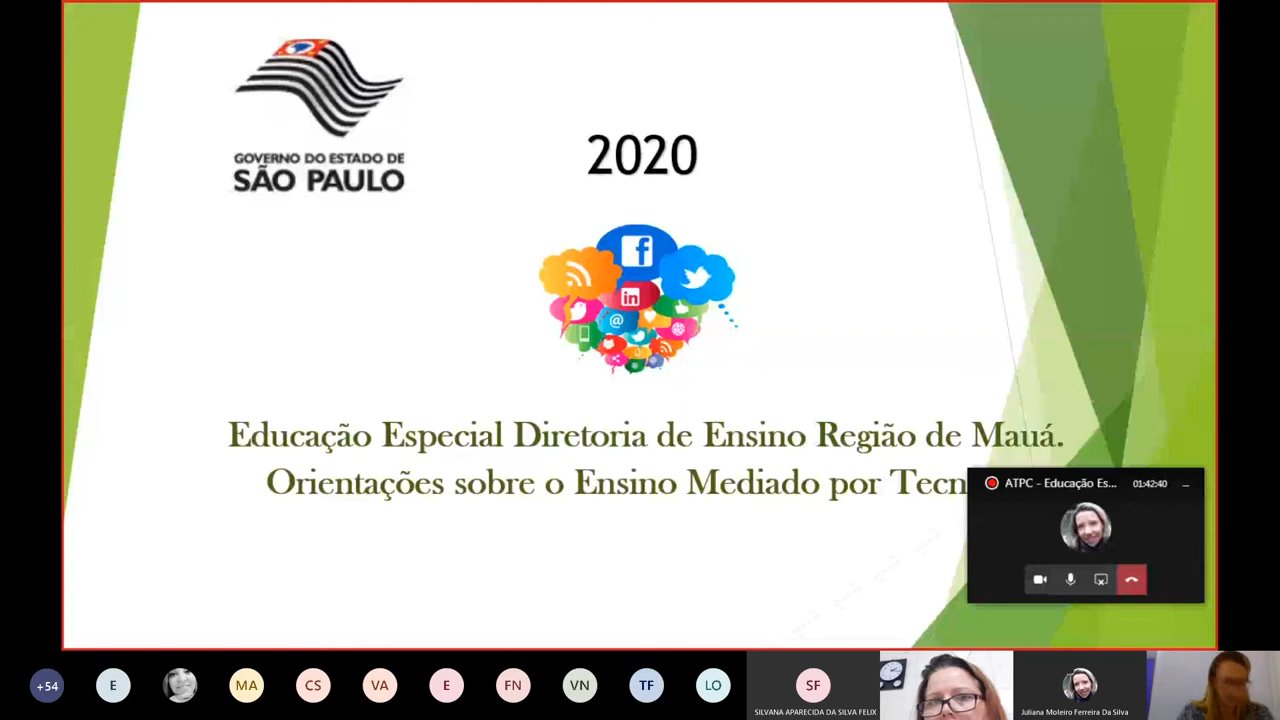 GOVERNO DO ESTADO DE
SÃO PAULO
2020
Educação Especial Diretoria de Ensino Região de Mauá.
Orientações sobre o Ensino Mediado por Tecn
ATPC - Educação Es... 01:42:40
+54 E MA CS VA E FN VN TF LO SF
SILVANA APARECIDA DA SILVA FELIX
Juliana Moleiro Ferreira Da Silva